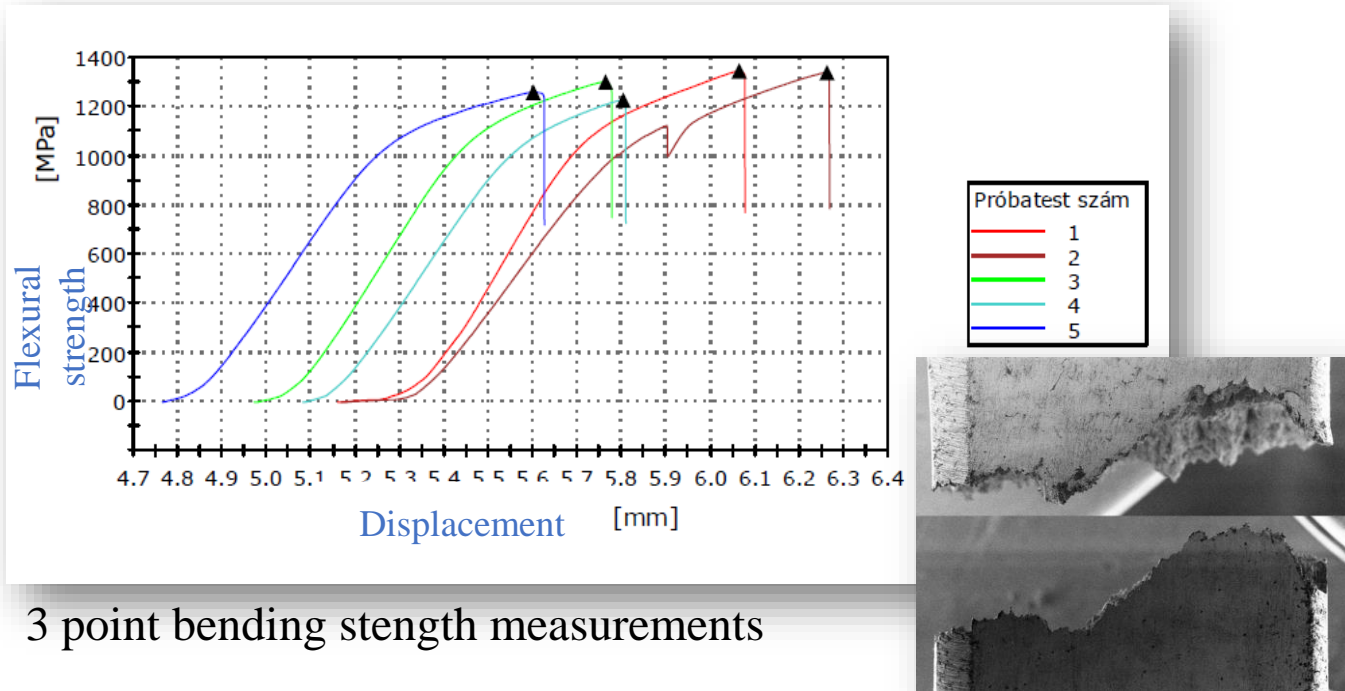 1400
1200
1000
800
600
400
200
0
[MPa]
Flexural
strength
4.7 4.8 4.9 5.0 5.1 5.2 5.3 5.4 5.5 5.6 5.7 5.8 5.9 6.0 6.1 6.2 6.3 6.4
Displacement [mm]
Próbatest szám
1
2
3
4
5
3 point bending stength measurements